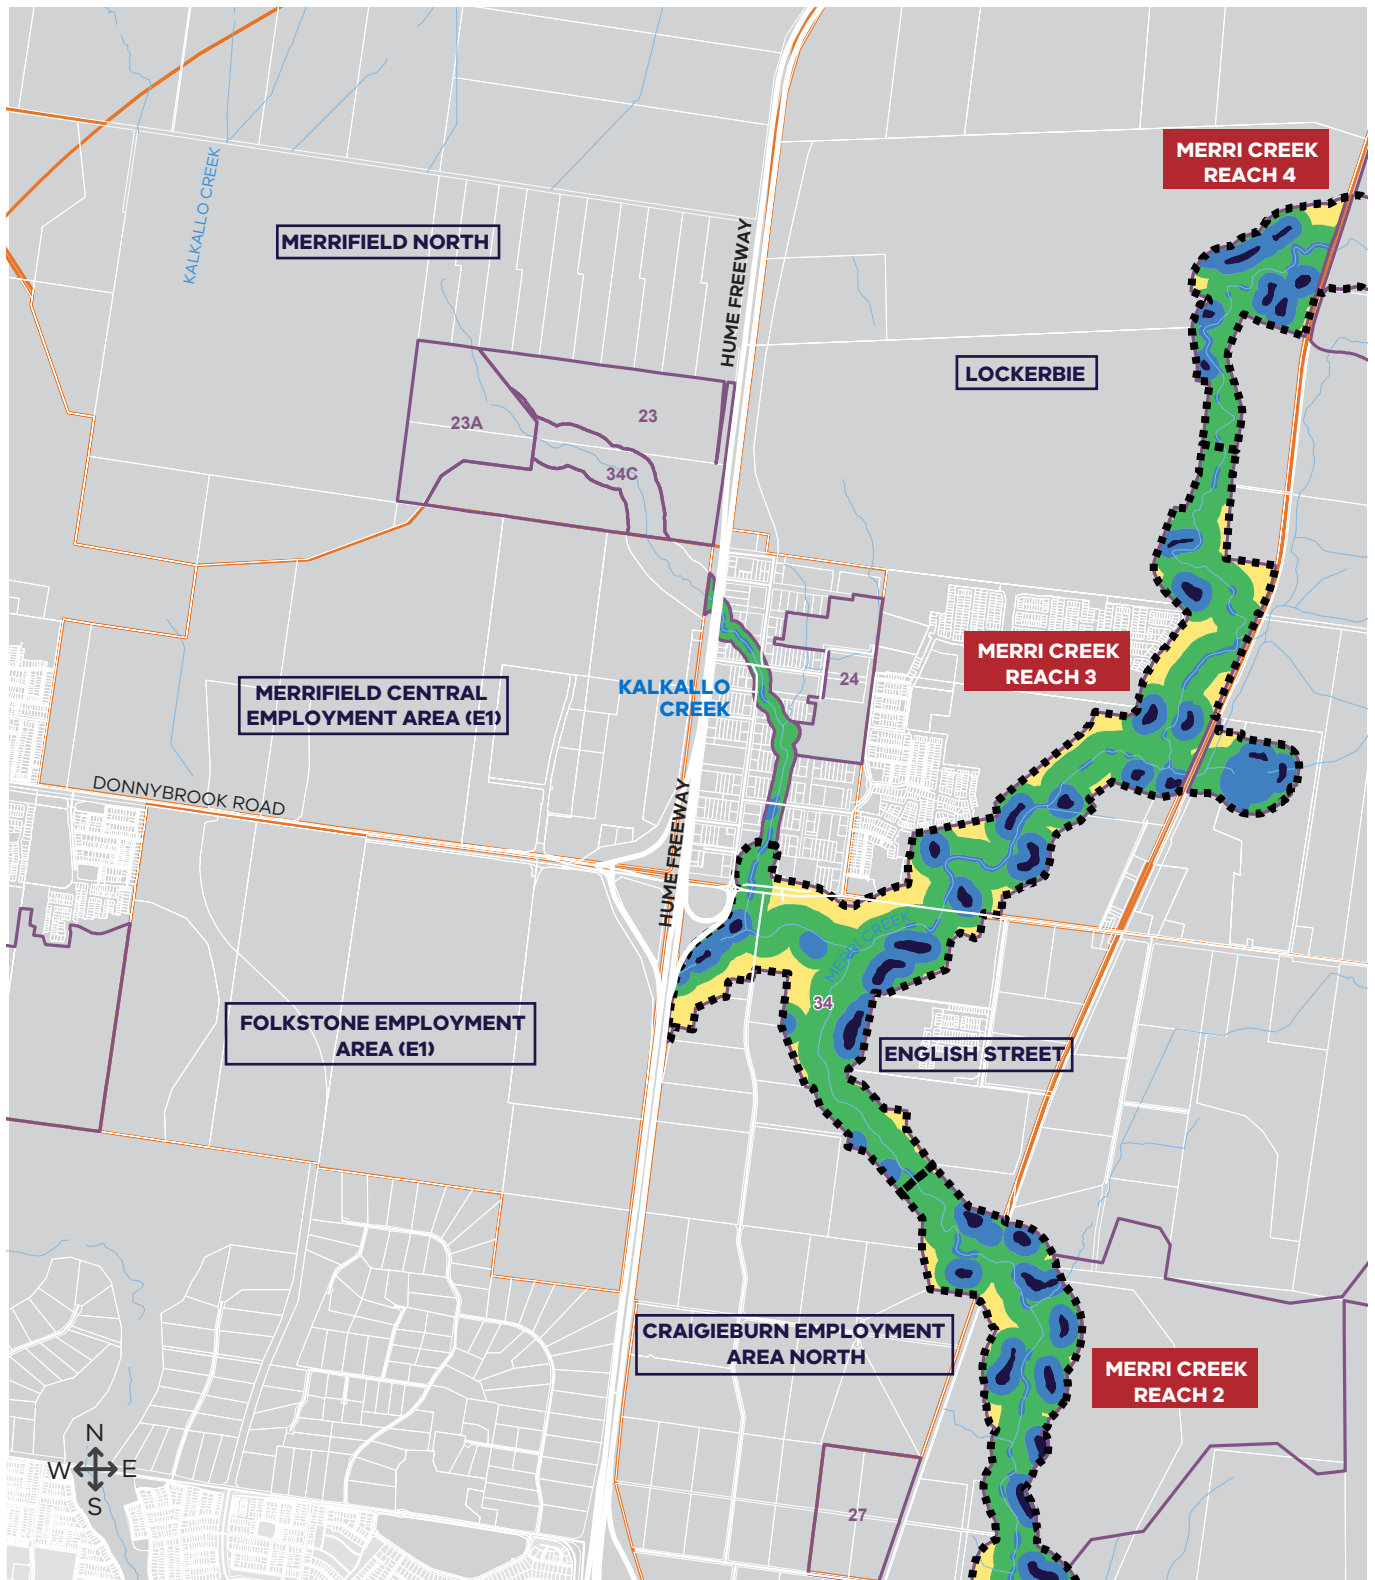 MERRI CREEK
REACH 4
KALKALLO CREEK
MERRIFIELD NORTH
HUME FREEWAY
LOCKERBIE
23A
23
34C
MERRI CREEK
REACH 3
24
KALKALLO
CREEK
MERRIFIELD CENTRAL
EMPLOYMENT AREA (E1)
DONNYBROOK ROAD
HUME FREEWAY
MERRI CREEK
34
FOLKSTONE EMPLOYMENT
AREA (E1)
ENGLISH STREET
CRAIGIEBURN EMPLOYMENT
AREA NORTH
MERRI CREEK
REACH 2
N
W E
S
27